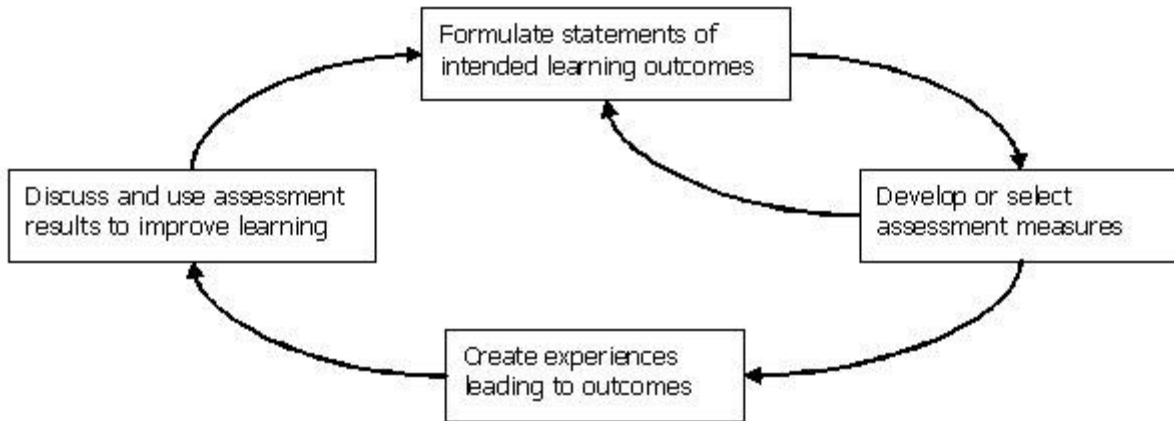 Formulate statements of
intended learning outcomes
Discuss and use assessment
results to improve learning
Develop or select
assessment measures
Create experiences
leading to outcomes